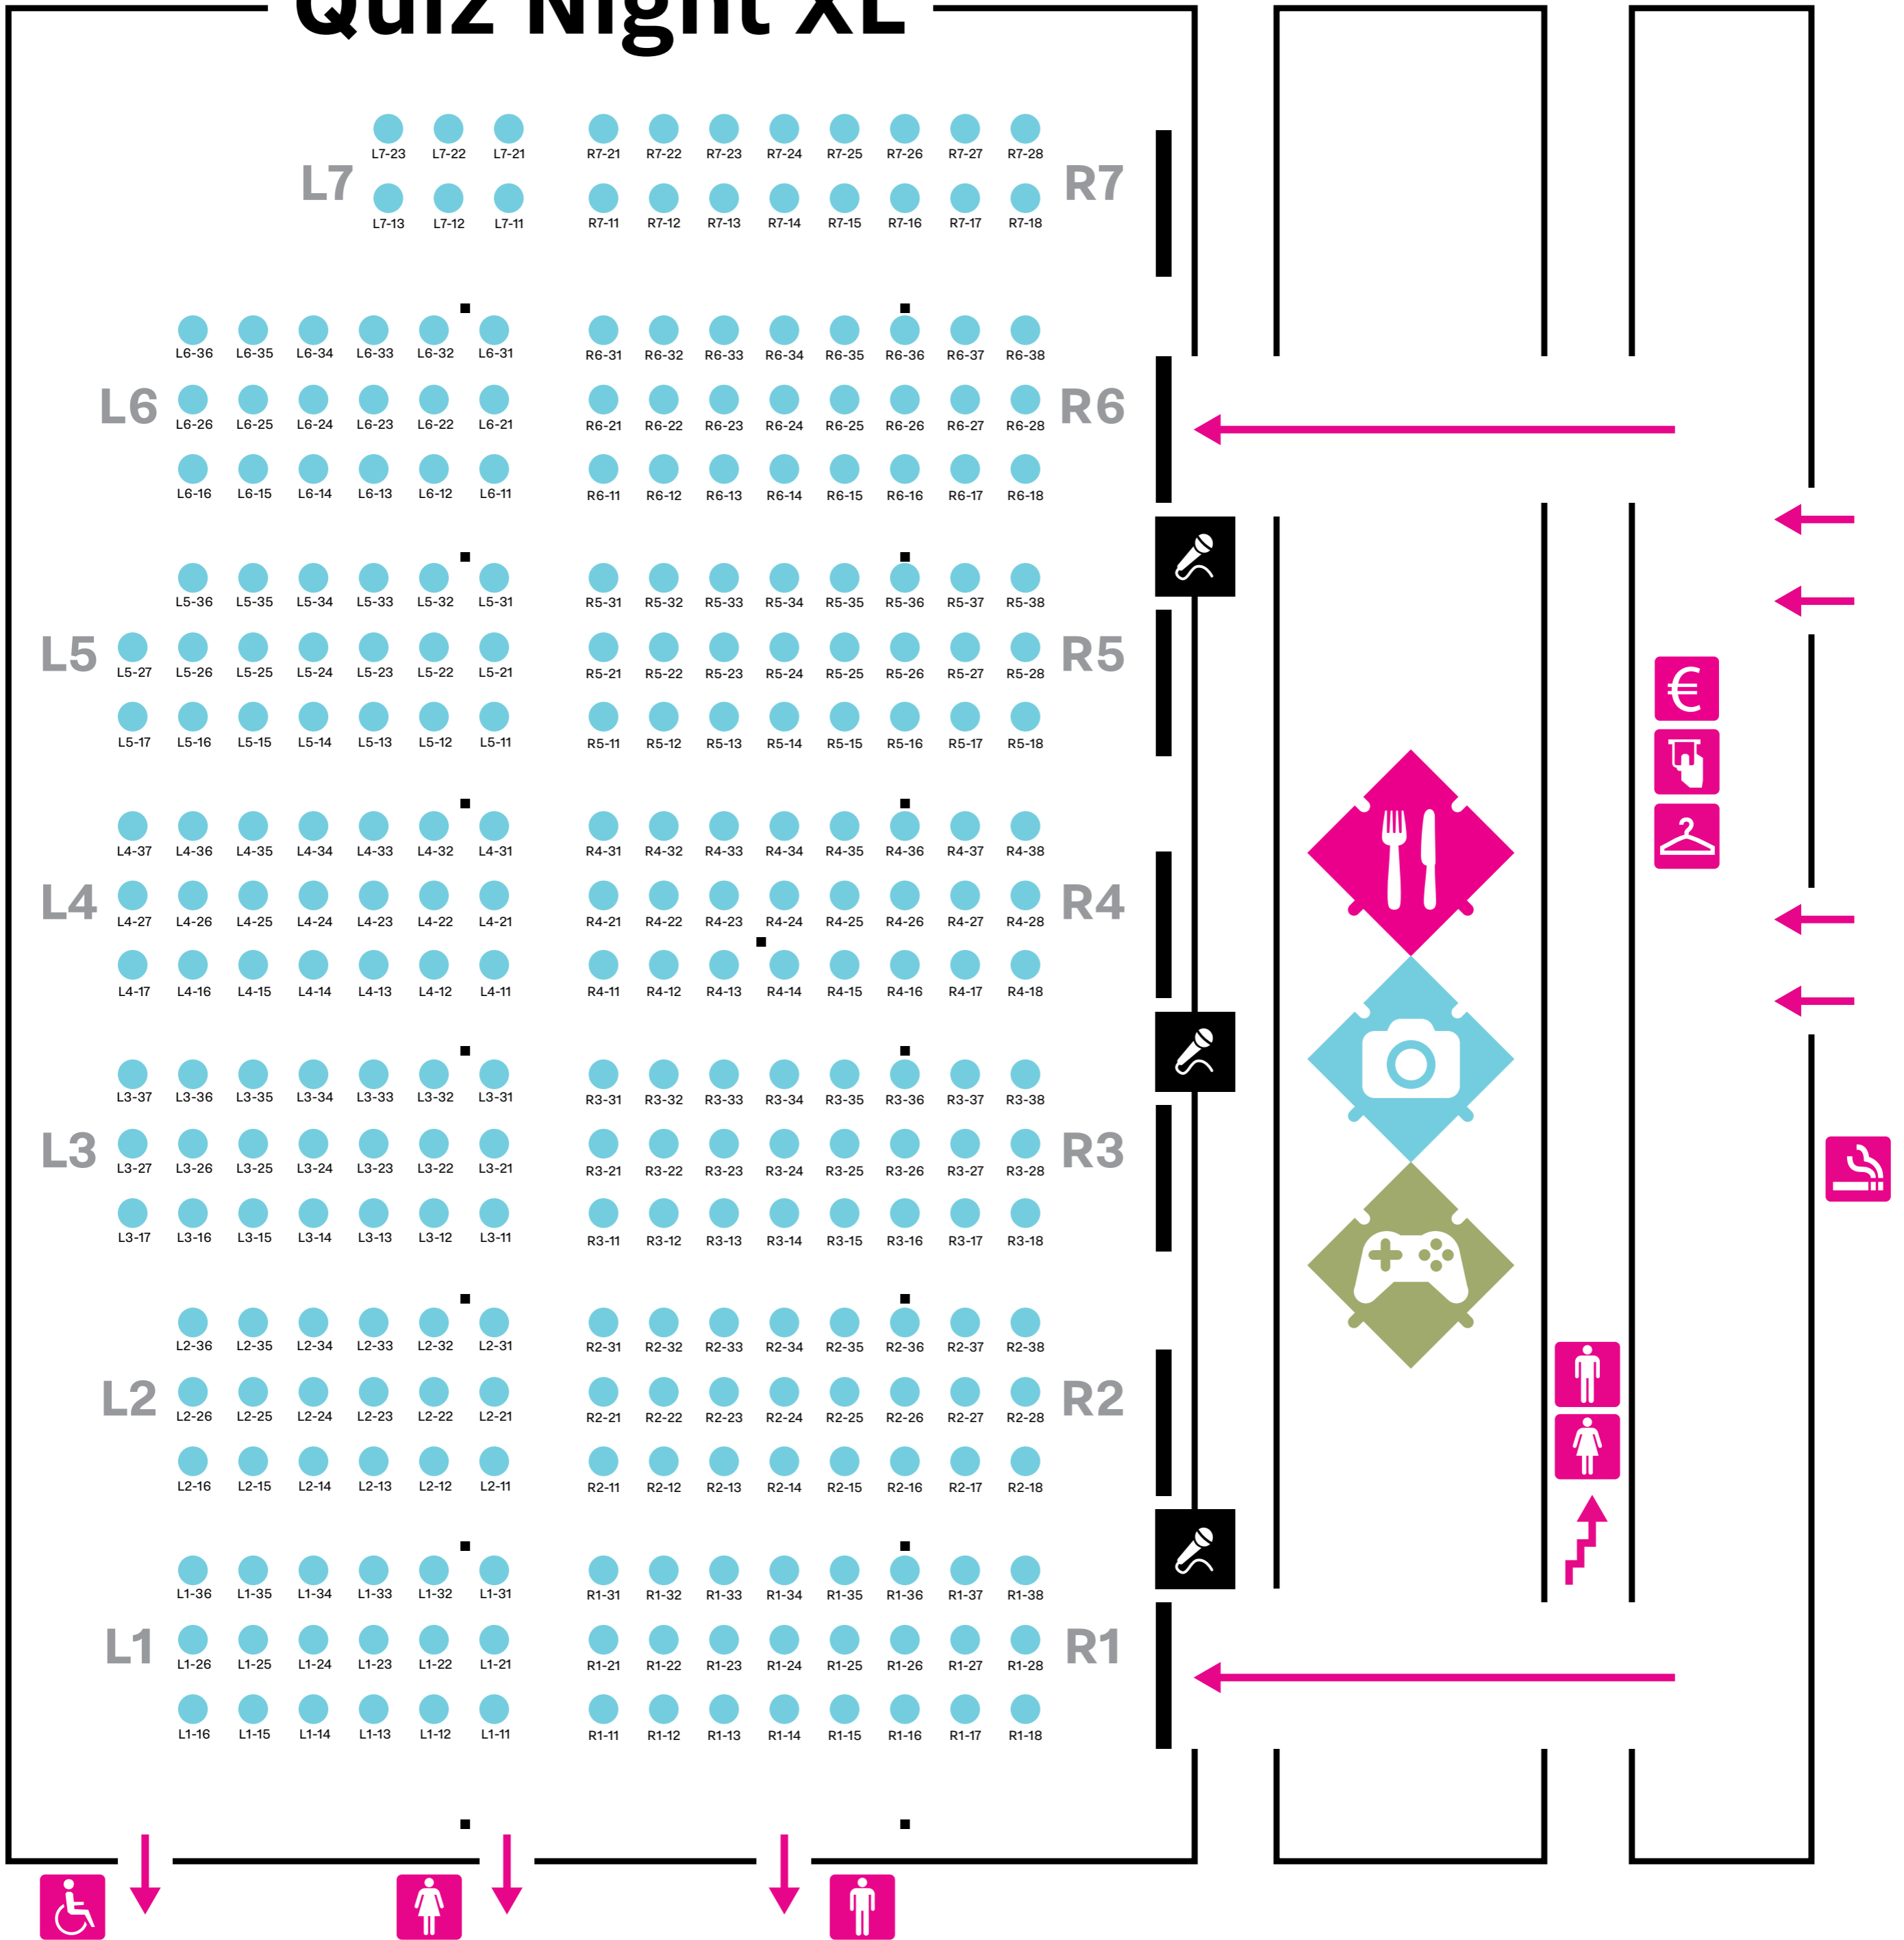 Quiz Night XL
L7-23 L7-22 L7-21 R7-21 R7-22 R7-23 R7-24 R7-25 R7-26 R7-27 R7-28
L7 R7
L7-13 L7-12 L7-11 R7-11 R7-12 R7-13 R7-14 R7-15 R7-16 R7-17 R7-18
L6-36 L6-35 L6-34 L6-33 L6-32 L6-31 R6-31 R6-32 R6-33 R6-34 R6-35 R6-36 R6-37 R6-38
L6 R6
L6-26 L6-25 L6-24 L6-23 L6-22 L6-21 R6-21 R6-22 R6-23 R6-24 R6-25 R6-26 R6-27 R6-28
L6-16 L6-15 L6-14 L6-13 L6-12 L6-11 R6-11 R6-12 R6-13 R6-14 R6-15 R6-16 R6-17 R6-18
L5-36 L5-35 L5-34 L5-33 L5-32 L5-31 R5-31 R5-32 R5-33 R5-34 R5-35 R5-36 R5-37 R5-38
L5 R5
L5-27 L5-26 L5-25 L5-24 L5-23 L5-22 L5-21 R5-21 R5-22 R5-23 R5-24 R5-25 R5-26 R5-27 R5-28
€
L5-17 L5-16 L5-15 L5-14 L5-13 L5-12 L5-11 R5-11 R5-12 R5-13 R5-14 R5-15 R5-16 R5-17 R5-18
L4-37 L4-36 L4-35 L4-34 L4-33 L4-32 L4-31 R4-31 R4-32 R4-33 R4-34 R4-35 R4-36 R4-37 R4-38
L4 R4
L4-27 L4-26 L4-25 L4-24 L4-23 L4-22 L4-21 R4-21 R4-22 R4-23 R4-24 R4-25 R4-26 R4-27 R4-28
L4-17 L4-16 L4-15 L4-14 L4-13 L4-12 L4-11 R4-11 R4-12 R4-13 R4-14 R4-15 R4-16 R4-17 R4-18
L3-37 L3-36 L3-35 L3-34 L3-33 L3-32 L3-31 R3-31 R3-32 R3-33 R3-34 R3-35 R3-36 R3-37 R3-38
L3 R3
L3-27 L3-26 L3-25 L3-24 L3-23 L3-22 L3-21 R3-21 R3-22 R3-23 R3-24 R3-25 R3-26 R3-27 R3-28
L3-17 L3-16 L3-15 L3-14 L3-13 L3-12 L3-11 R3-11 R3-12 R3-13 R3-14 R3-15 R3-16 R3-17 R3-18
L2-36 L2-35 L2-34 L2-33 L2-32 L2-31 R2-31 R2-32 R2-33 R2-34 R2-35 R2-36 R2-37 R2-38
L2 R2
L2-26 L2-25 L2-24 L2-23 L2-22 L2-21 R2-21 R2-22 R2-23 R2-24 R2-25 R2-26 R2-27 R2-28
L2-16 L2-15 L2-14 L2-13 L2-12 L2-11 R2-11 R2-12 R2-13 R2-14 R2-15 R2-16 R2-17 R2-18
L1-36 L1-35 L1-34 L1-33 L1-32 L1-31 R1-31 R1-32 R1-33 R1-34 R1-35 R1-36 R1-37 R1-38
L1 R1
L1-26 L1-25 L1-24 L1-23 L1-22 L1-21 R1-21 R1-22 R1-23 R1-24 R1-25 R1-26 R1-27 R1-28
L1-16 L1-15 L1-14 L1-13 L1-12 L1-11 R1-11 R1-12 R1-13 R1-14 R1-15 R1-16 R1-17 R1-18